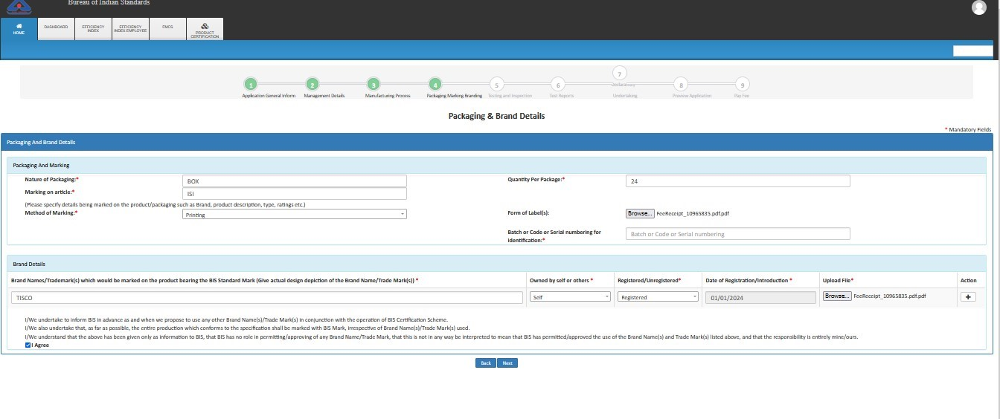 Bureau of Indian Standards
HOME
DASHBOARD
EFFICIENCY INDEX
EFFICIENCY INDEX EMPLOYEE
FMCS
PRODUCT CERTIFICATION
1 2 3 4 5 6 7 8 9
Application General Inform
Management Details
Manufacturing Process
Packaging Marking Branding
Testing and Inspection
Test Reports
Undertaking
Preview Application
Pay Fee
Packaging & Brand Details
* Mandatory Fields
Packaging And Brand Details
Packaging And Marking
Nature of Packaging:* BOX Quantity Per Package:* 24
Marking on article:* ISI
(Please specify details being marked on the product/packaging such as Brand, product description, type, ratings etc.)
Method of Marking:* Printing Form of Label(s): Browse... FeeReceipt_10965835.pdf.pdf
Batch or Code or Serial numbering for Batch or Code or Serial numbering
identification:*
Brand Details
Brand Names/Trademark(s) which would be marked on the product bearing the BIS Standard Mark (Give actual design depiction of the Brand Name/Trade Mark(s)) * Owned by self or others * Registered/Unregistered* Date of Registration/Introduction * Upload File* Action
TISCO Self Registered 01/01/2024 Browse... FeeReceipt_10965835.pdf.pdf +
I/We undertake to inform BIS in advance as and when we propose to use any other Brand Name(s)/Trade Mark(s) in conjunction with the operation of BIS Certification Scheme.
I/We also undertake that, as far as possible, the entire production which conforms to the specification shall be marked with BIS Mark, irrespective of Brand Name(s)/Trade Mark(s) used.
I/We understand that the above has been given only as information to BIS, that BIS has no role in permitting/approving of any Brand Name/Trade Mark, that this is not in any way be interpreted to mean that BIS has permitted/approved the use of the Brand Name(s) and Trade Mark(s) listed above, and that the responsibility is entirely mine/ours.
I Agree
Back Next